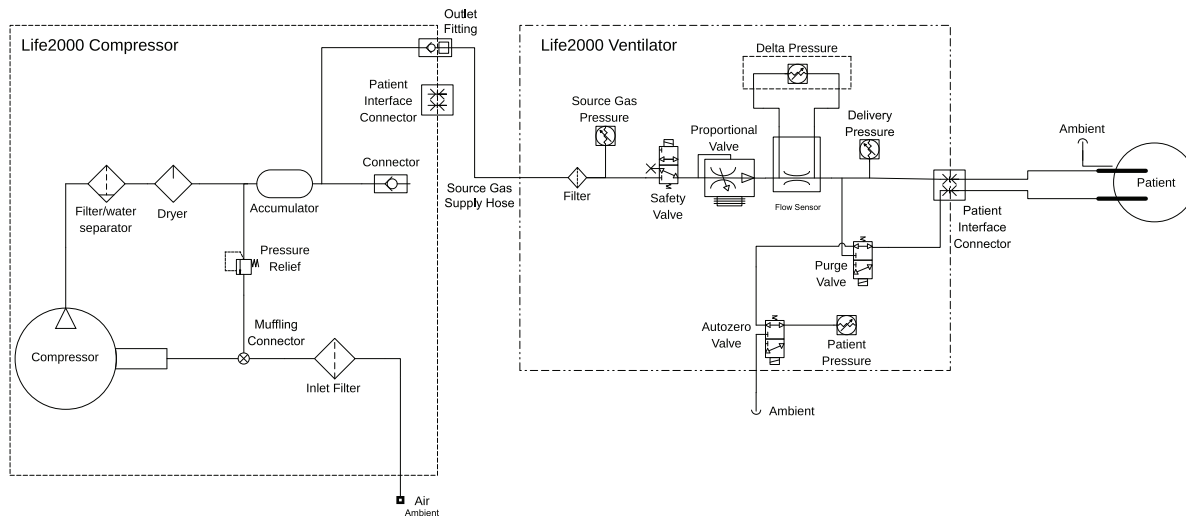 Life2000 Compressor
Outlet
Fitting
Patient
Interface
Connector
Connector
Filter/water
separator
Dryer
Accumulator
Pressure
Relief
Muffling
Connector
Compressor
Inlet Filter
Air
Ambient
Source Gas
Supply Hose
Life2000 Ventilator
Delta Pressure
Source Gas
Pressure
Proportional
Valve
Delivery
Pressure
Filter
Safety
Valve
Flow Sensor
Patient
Interface
Connector
Purge
Valve
Autozero
Valve
Patient
Pressure
Ambient
Ambient
Patient